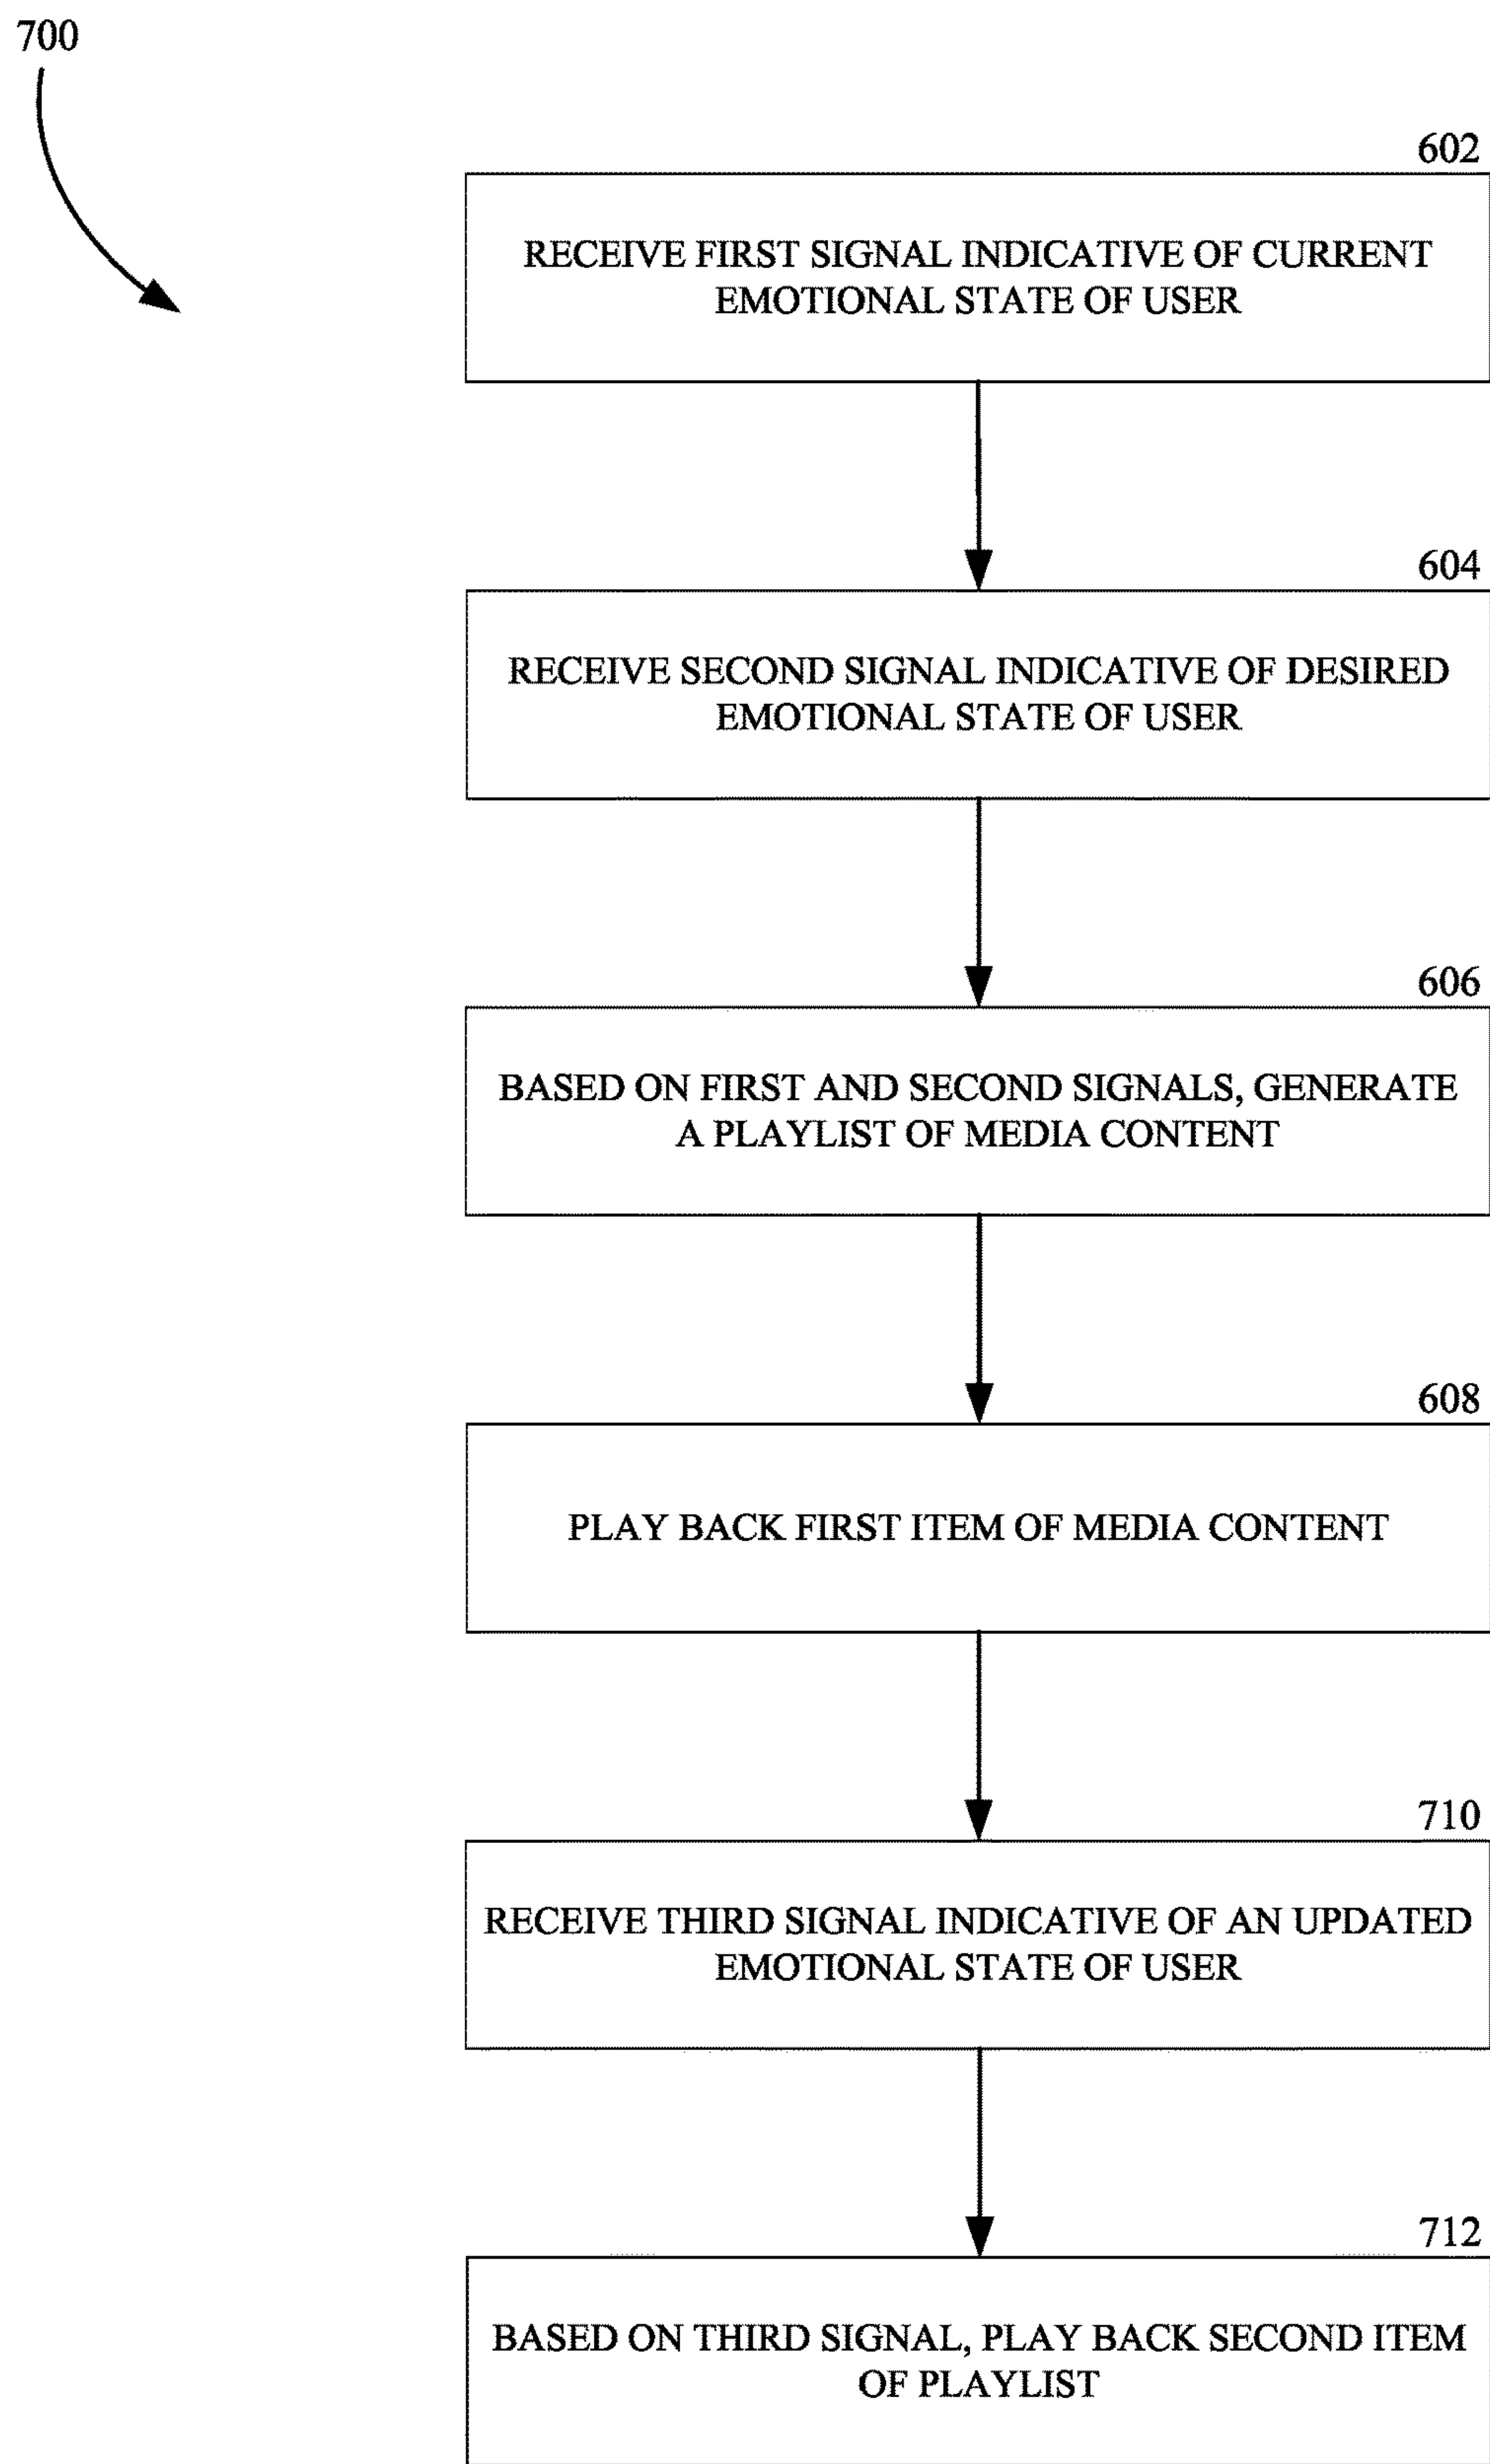 700
602
RECEIVE FIRST SIGNAL INDICATIVE OF CURRENT
EMOTIONAL STATE OF USER
604
RECEIVE SECOND SIGNAL INDICATIVE OF DESIRED
EMOTIONAL STATE OF USER
606
BASED ON FIRST AND SECOND SIGNALS, GENERATE
A PLAYLIST OF MEDIA CONTENT
608
PLAY BACK FIRST ITEM OF MEDIA CONTENT
710
RECEIVE THIRD SIGNAL INDICATIVE OF AN UPDATED
EMOTIONAL STATE OF USER
712
BASED ON THIRD SIGNAL, PLAY BACK SECOND ITEM
OF PLAYLIST